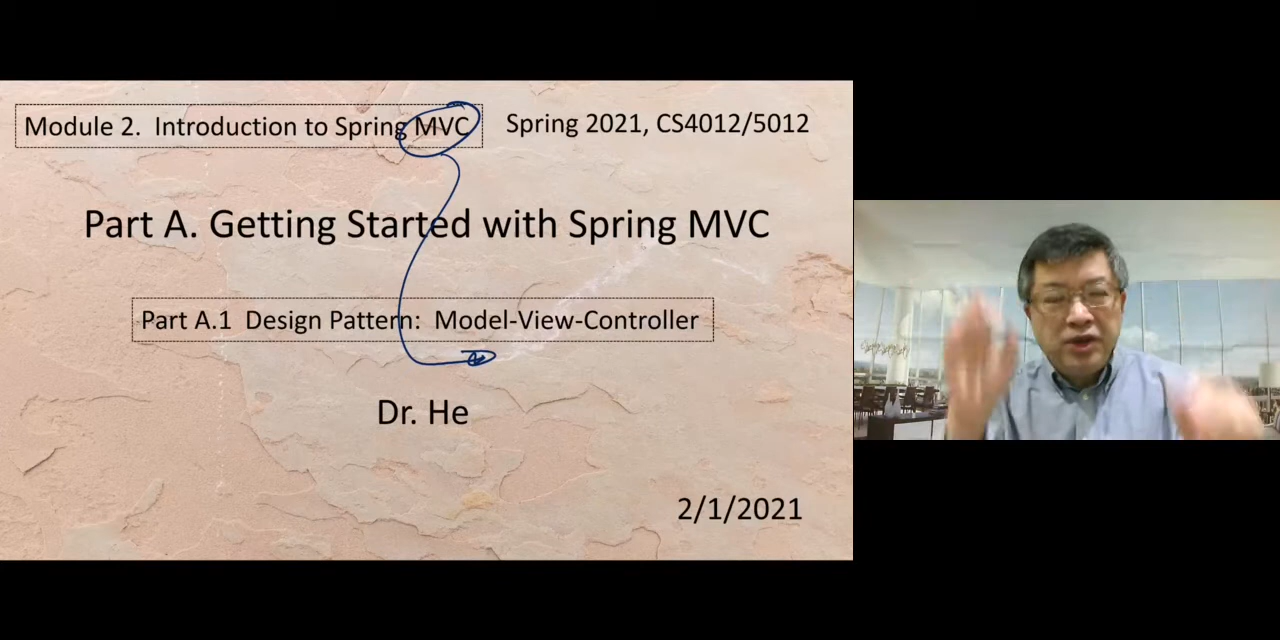 Module 2. Introduction to Spring MVC
Spring 2021, CS4012/5012
Part A. Getting Started with Spring MVC
Part A.1 Design Pattern: Model-View-Controller
Dr. He
2/1/2021